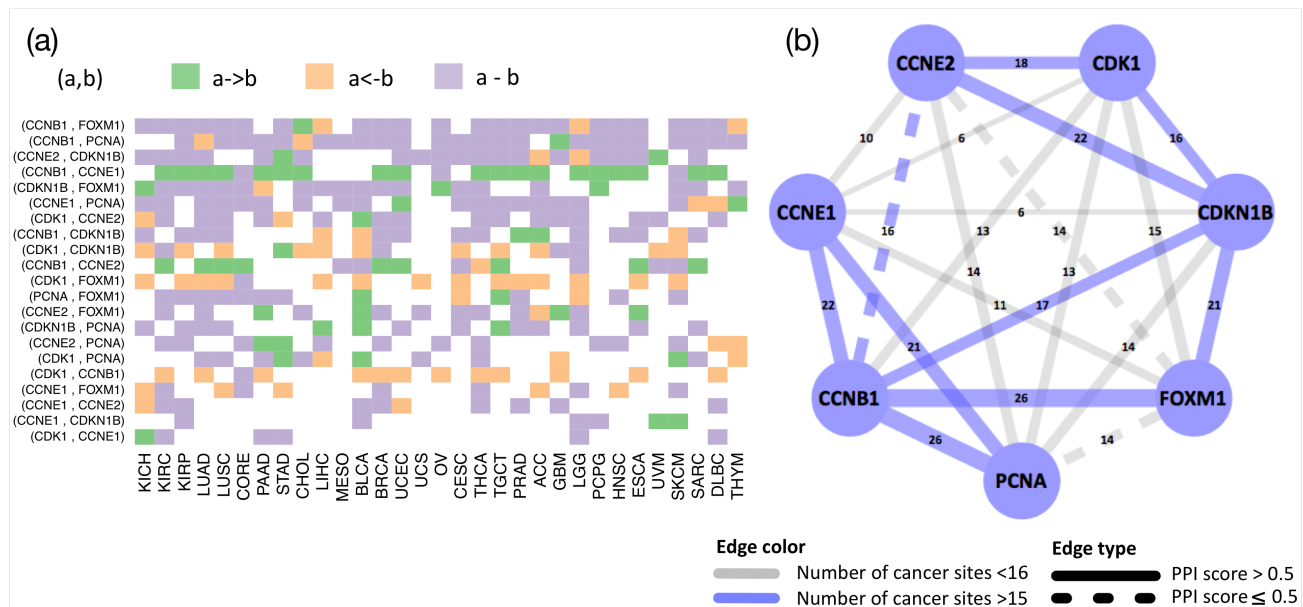 (a)
(a,b)
a->b
a<-b
a - b
(CCNB1 , FOXM1)
(CCNB1 , PCNA)
(CCNE2 , CDKN1B)
(CCNB1 , CCNE1)
(CDKN1B , FOXM1)
(CCNE1 , PCNA)
(CDK1 , CCNE2)
(CCNB1 , CDKN1B)
(CDK1 , CDKN1B)
(CCNB1 , CCNE2)
(CDK1 , FOXM1)
(PCNA , FOXM1)
(CCNE2 , FOXM1)
(CDKN1B , PCNA)
(CCNE2 , PCNA)
(CDK1 , PCNA)
(CDK1 , CCNB1)
(CCNE1 , FOXM1)
(CCNE1 , CCNE2)
(CCNE1 , CDKN1B)
(CDK1 , CCNE1)
KICH
KIRC
KIRP
LUAD
LUSC
CORE
PAAD
STAD
CHOL
LIHC
MESO
BLCA
BRCA
UCEC
UCS
OV
CESC
THCA
TGCT
PRAD
ACC
GBM
LGG
PCPG
HNSC
ESCA
UVM
SKCM
SARC
DLBC
THYM
(b)
CCNE2
18
CDK1
10
6
22
16
CCNE1
6
CDKN1B
16
13
14
15
14
13
22
11
17
21
21
14
CCNB1
26
FOXM1
26
14
PCNA
Edge color
Number of cancer sites <16
Number of cancer sites >15
Edge type
PPI score > 0.5
PPI score ≤ 0.5